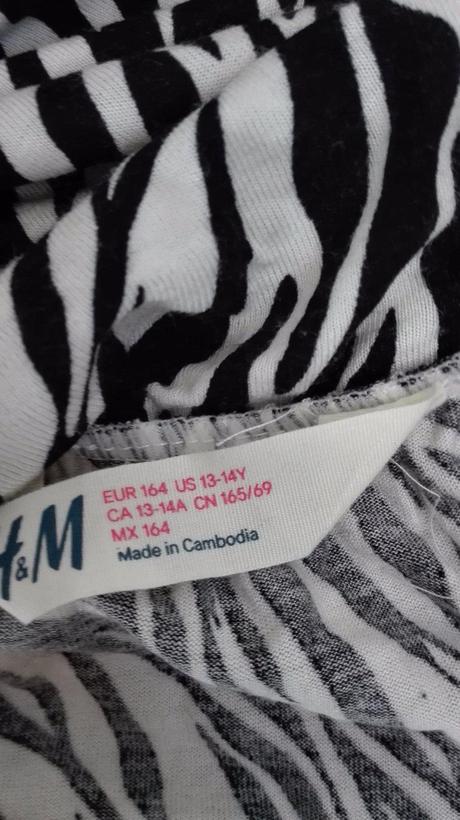 H&M
EUR 164 US 13-14Y
CA 13-14A CN 165/69
MX 164
Made in Cambodia